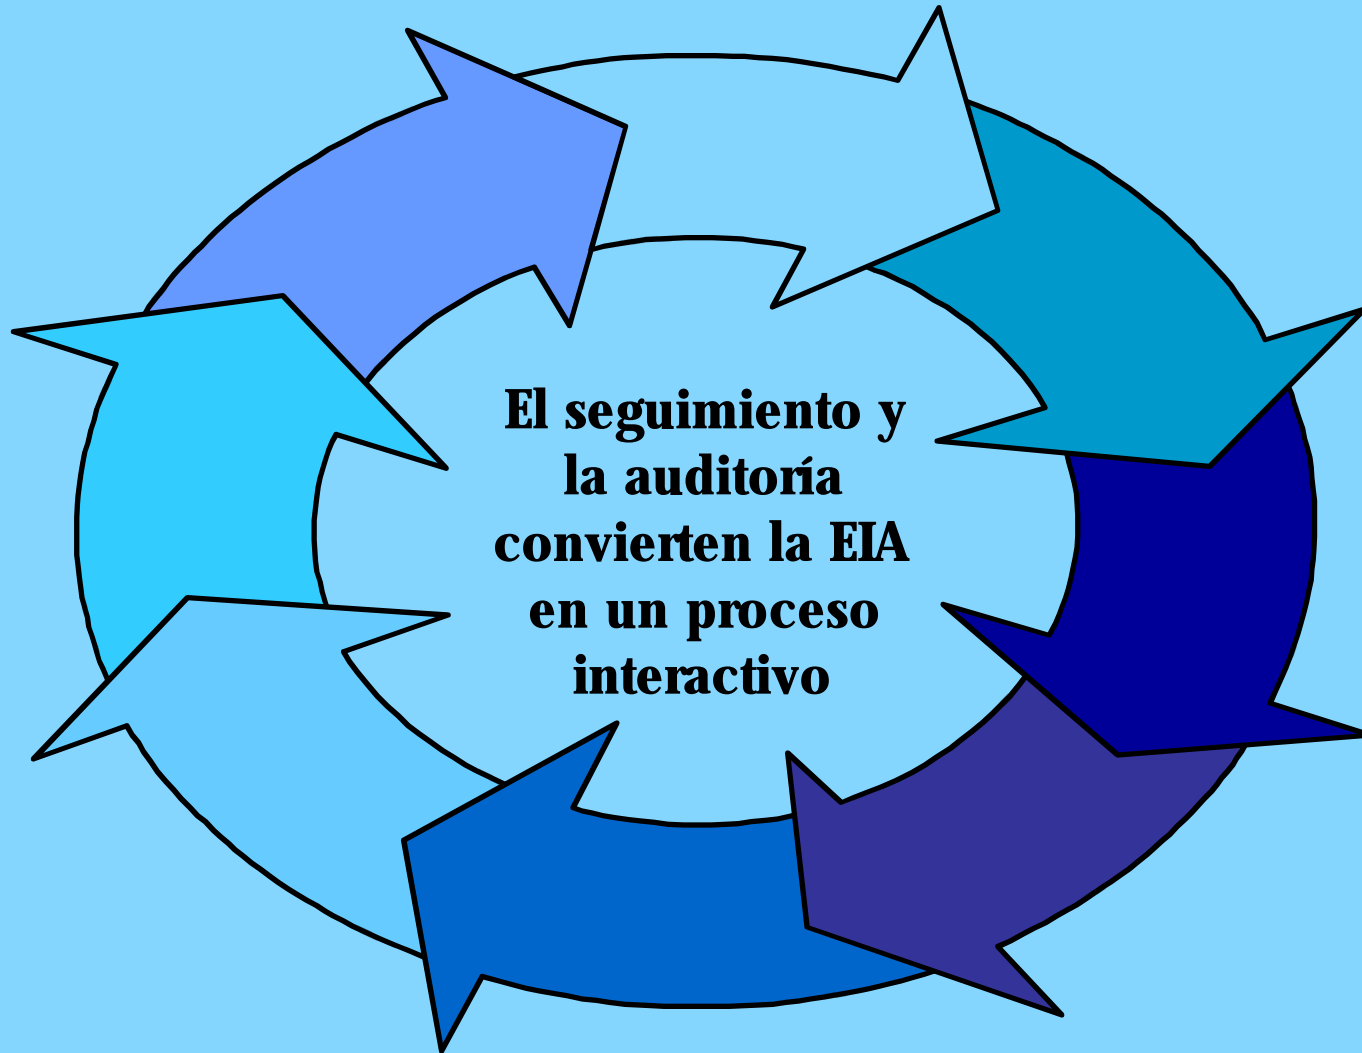 El seguimiento y
la auditoría
convierten la EIA
en un proceso
interactivo